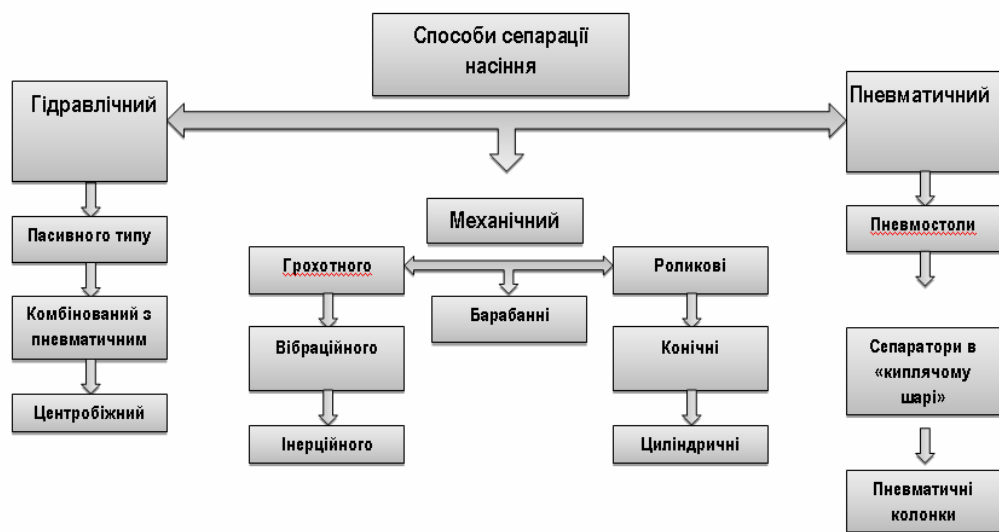 Способи сепарації
насіння
Гідравлічний
Пневматичний
Механічний
Пасивного типу
Пневмостоли
Грохотного
Роликові
Барабанні
Комбінований з
пневматичним
Вібраційного
Конічні
Сепаратори в
«киплячому
шарі»
Центробіжний
Інерційного
Циліндричні
Пневматичні
колонки